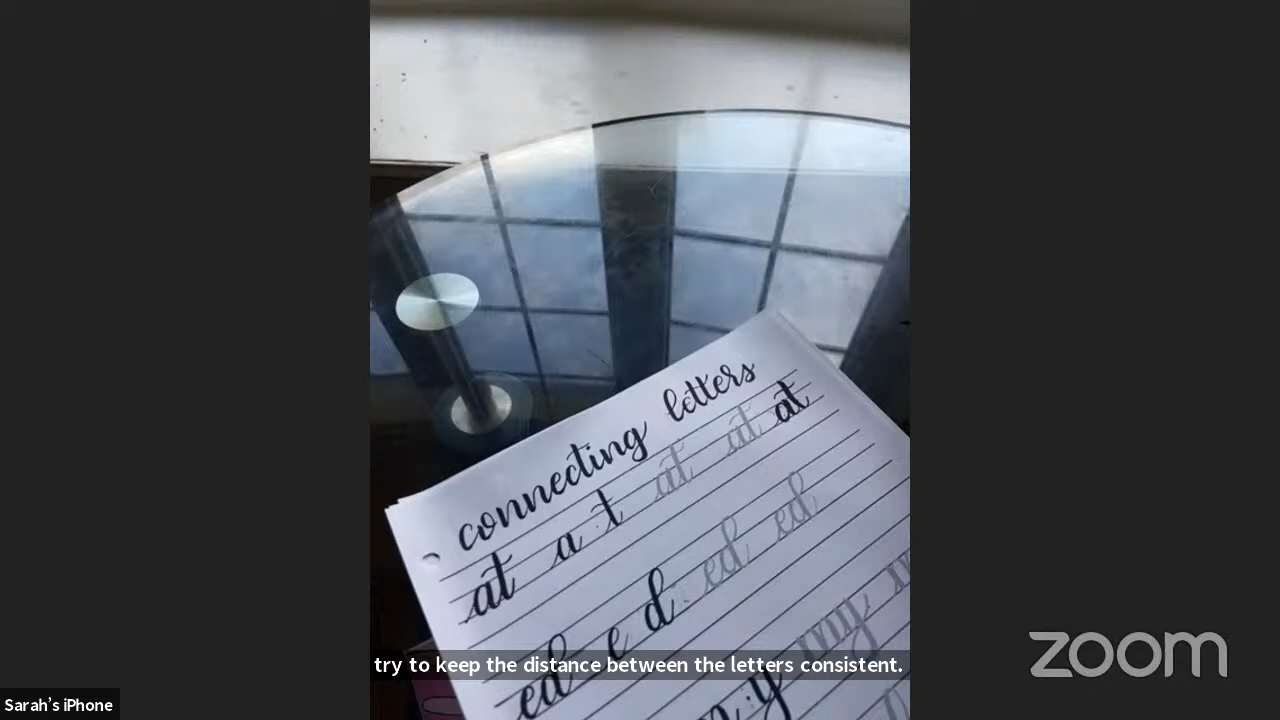 connecting letters
at a t at at at
ed e d ed ed
my
try to keep the distance between the letters consistent.
zoom
Sarah's iPhone